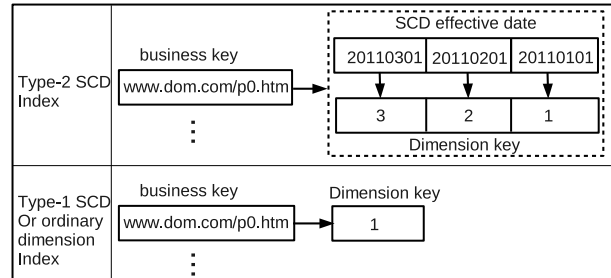 SCD effective date
business key
20110301 20110201 20110101
Type-2 SCD
Index
www.dom.com/p0.htm
3 2 1
Dimension key
business key
Dimension key
Type-1 SCD
Or ordinary
dimension
Index
www.dom.com/p0.htm
1